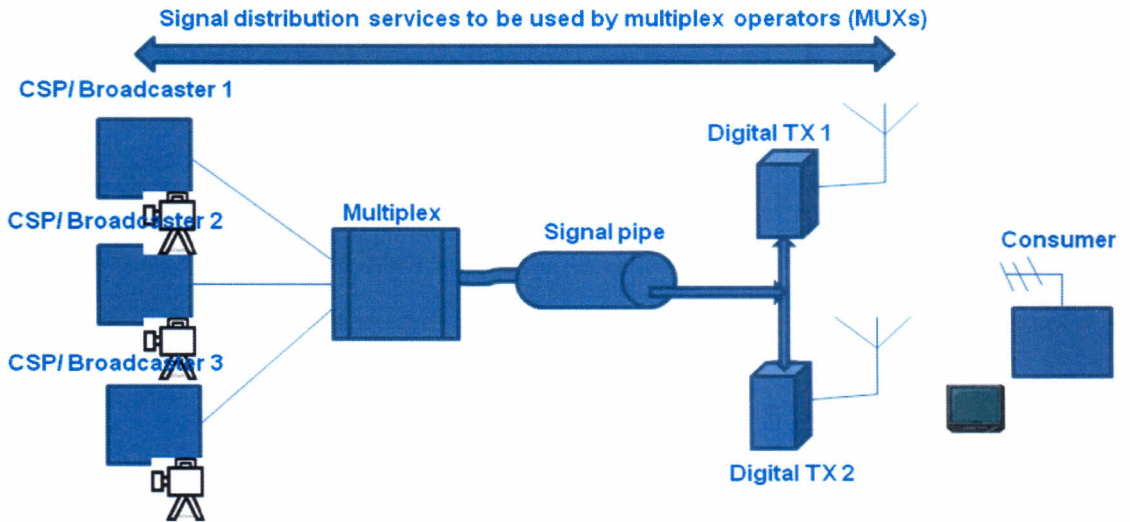 Signal distribution services to be used by multiplex operators (MUXs)
CSP/ Broadcaster 1
Digital TX 1
CSP/ Broadcaster 2
Multiplex
Signal pipe
Consumer
CSP/ Broadcaster 3
Digital TX 2